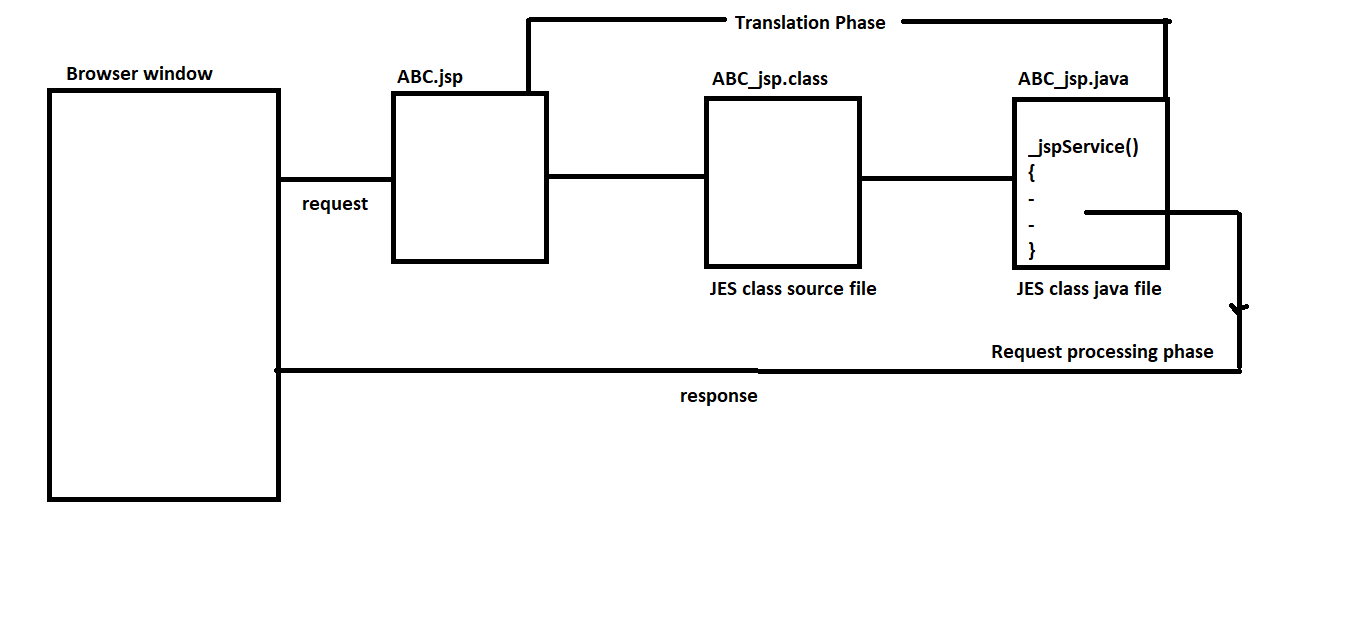 Translation Phase
Browser window
ABC.jsp
ABC_jsp.class
ABC_jsp.java
_jspService()
{
-
-
}
request
JES class source file
JES class java file
Request processing phase
response